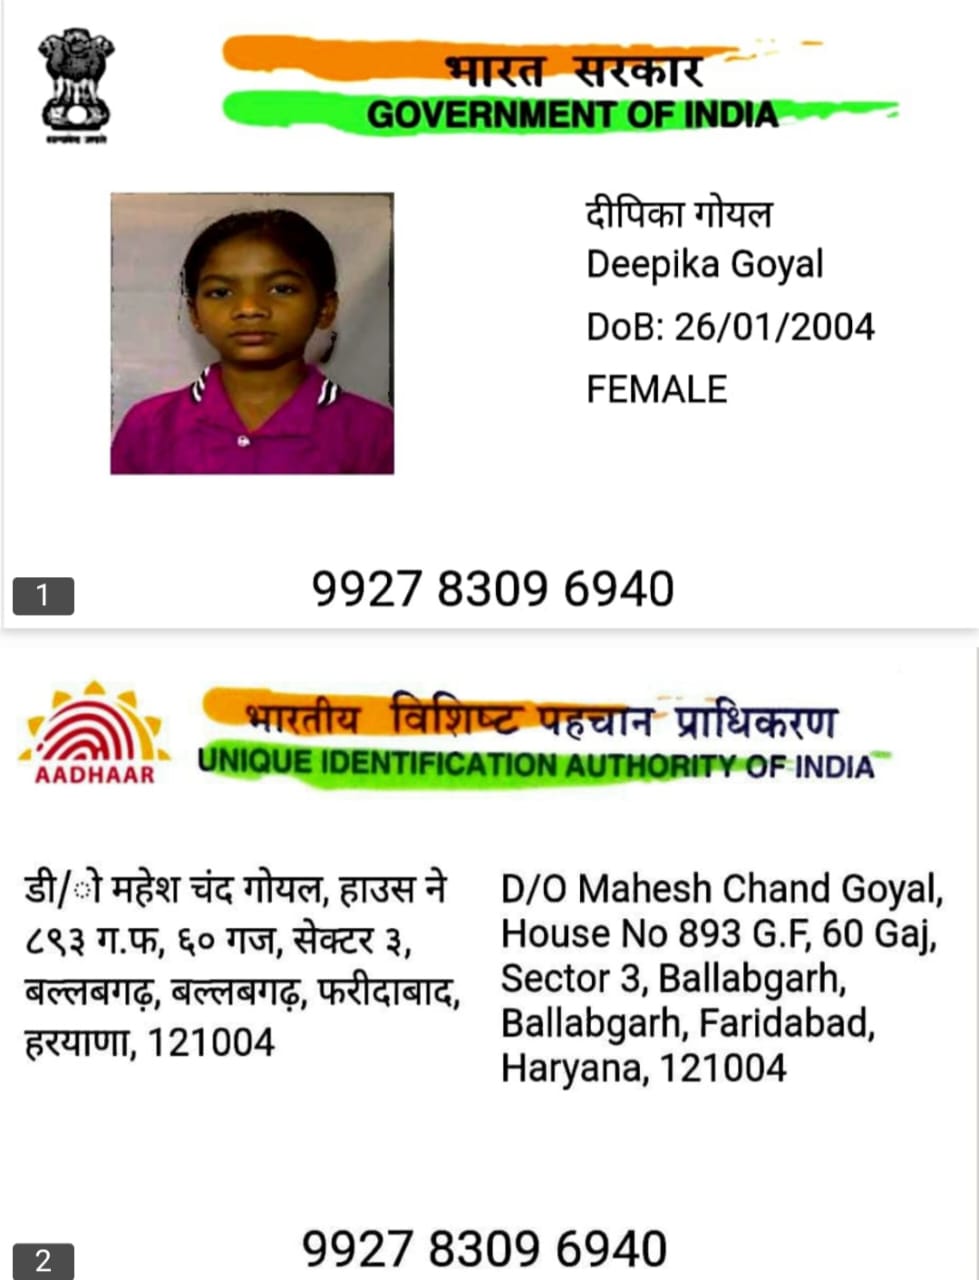 भारत सरकार
GOVERNMENT OF INDIA
दीपिका गोयल
Deepika Goyal
DoB: 26/01/2004
FEMALE
1
9927 8309 6940
AADHAAR
भारतीय विशिष्ट पहचान प्राधिकरण
UNIQUE IDENTIFICATION AUTHORITY OF INDIA
डी/ो महेश चंद गोयल, हाउस ने
८९३ ग.फ, ६० गज, सेक्टर ३,
बल्लबगढ़, बल्लबगढ़, फरीदाबाद,
हरयाणा, 121004
D/O Mahesh Chand Goyal,
House No 893 G.F, 60 Gaj,
Sector 3, Ballabgarh,
Ballabgarh, Faridabad,
Haryana, 121004
2
9927 8309 6940